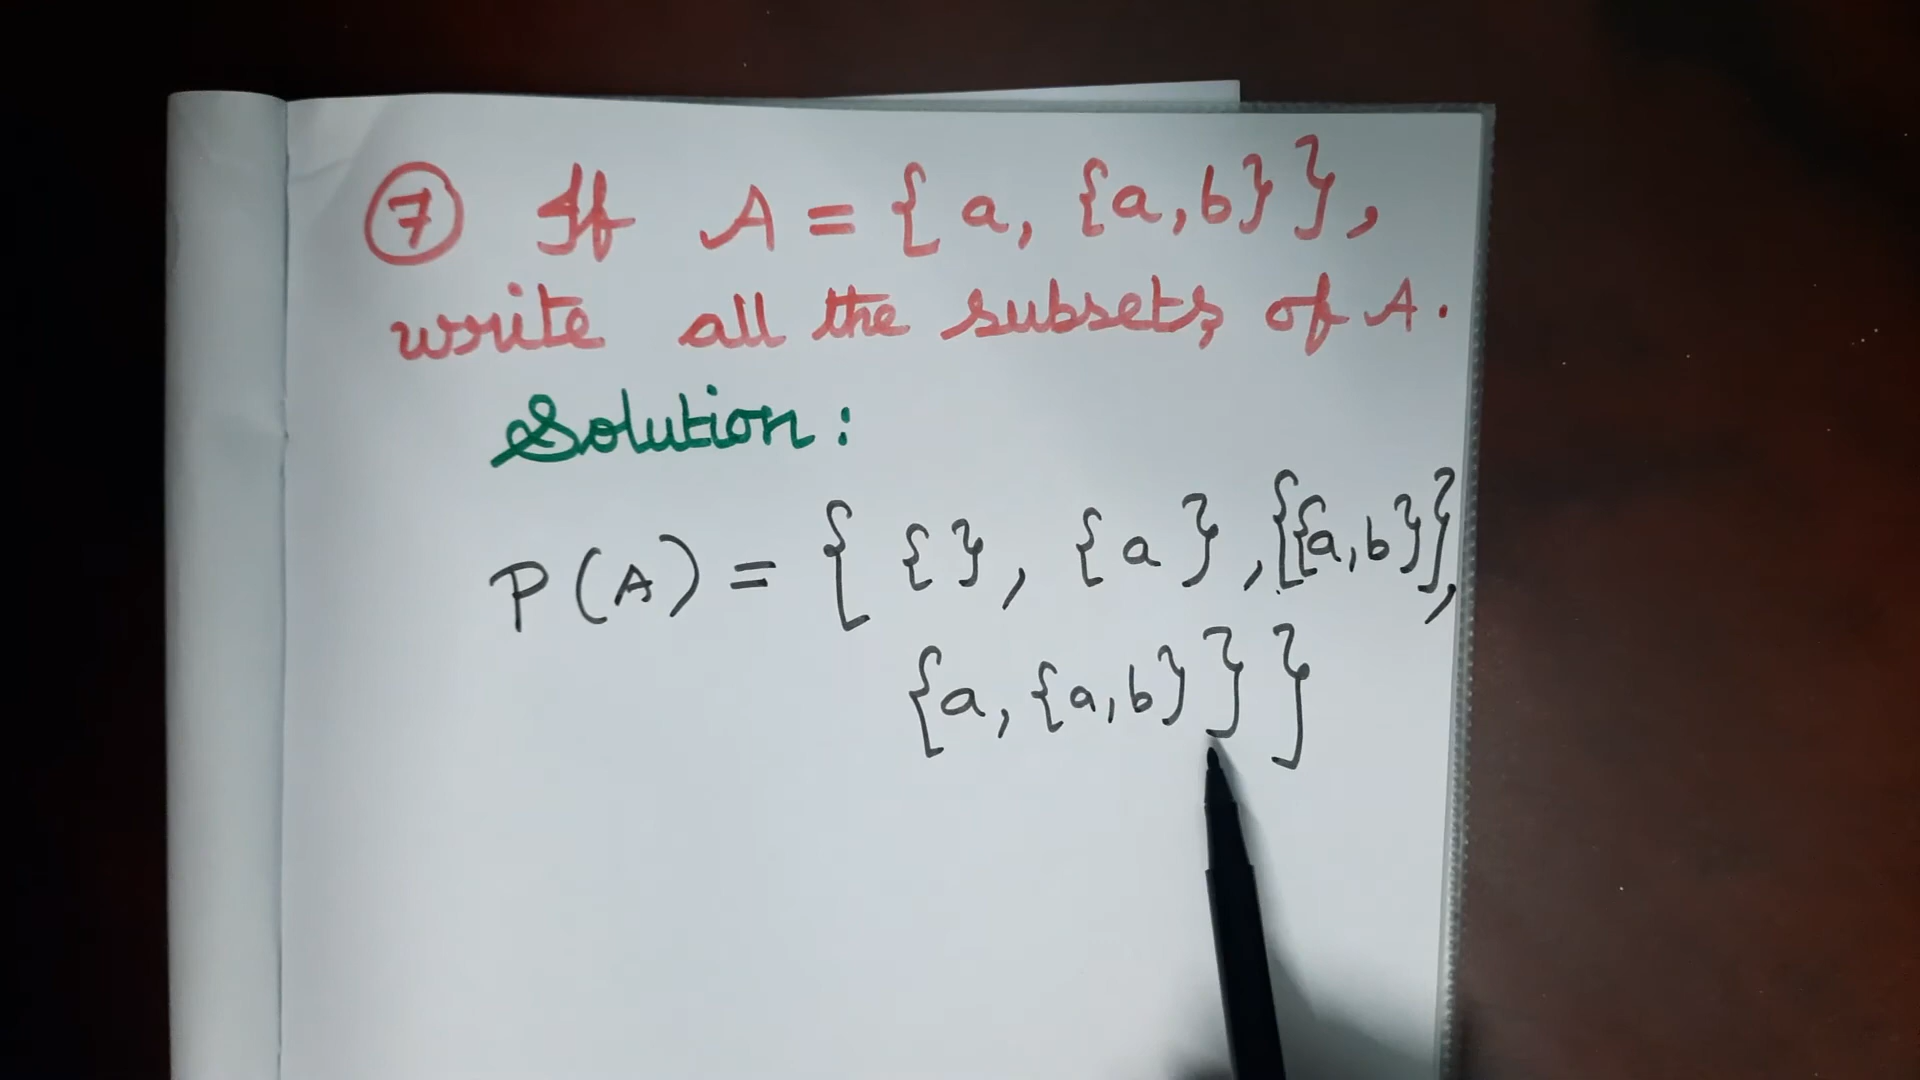 7 If A = { a, {a,b} },
write all the subsets of A.
Solution:
P(A) = { { }, { a }, {{a,b}},
{a, {a,b} } }